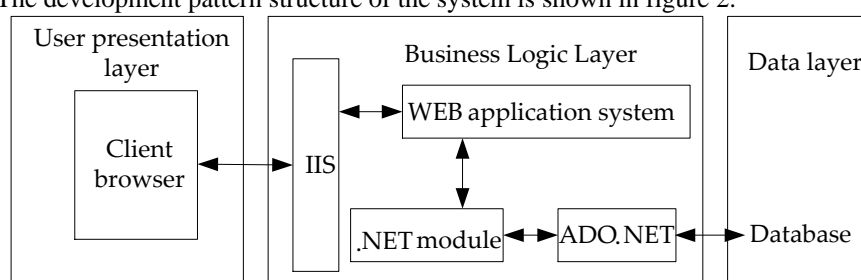 The development pattern structure of the system is shown in figure 2.
User presentation
layer
Client
browser
Business Logic Layer
IIS
WEB application system
.NET module
ADO.NET
Data layer
Database